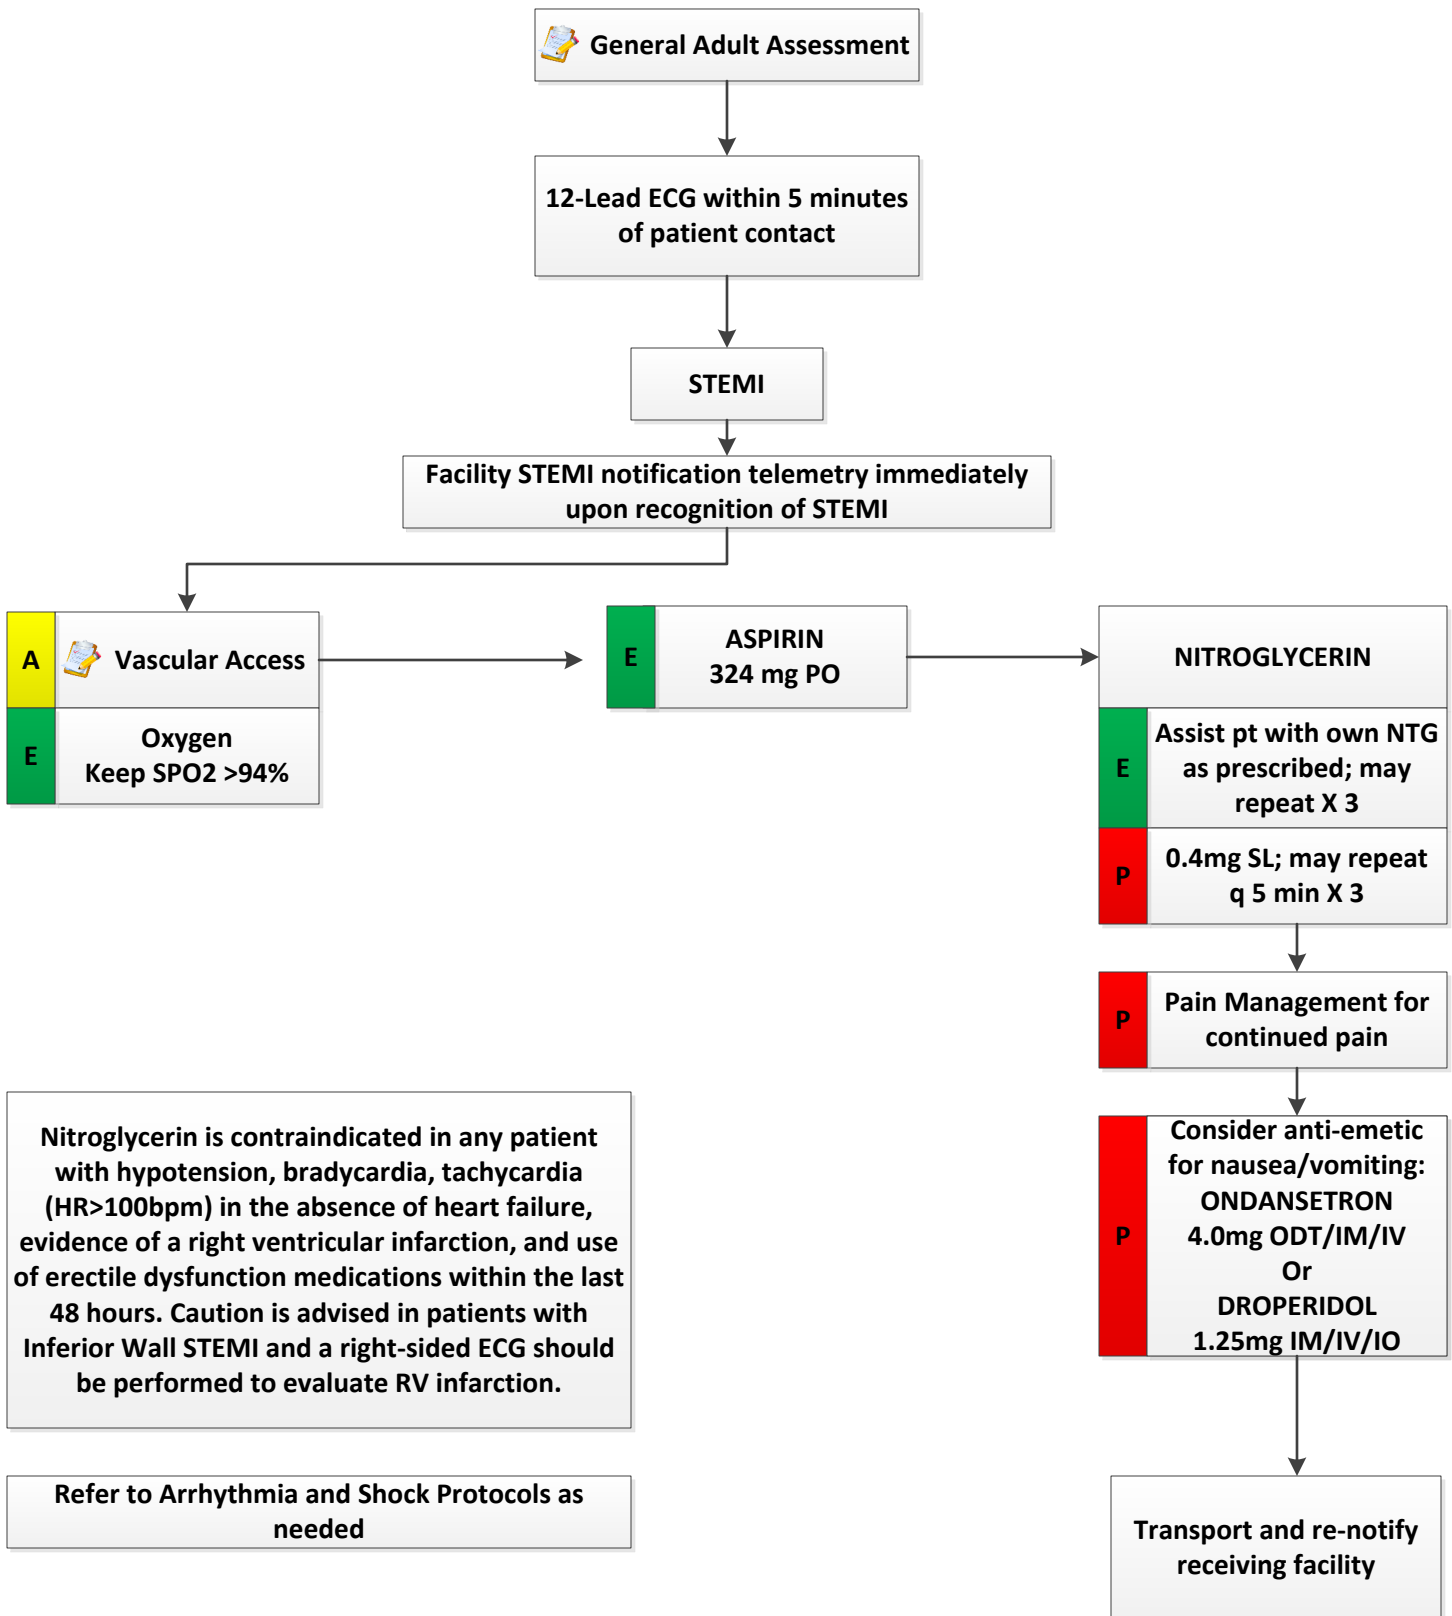 General Adult Assessment
12-Lead ECG within 5 minutes
of patient contact
STEMI
Facility STEMI notification telemetry immediately
upon recognition of STEMI
A
Vascular Access
E
Oxygen
Keep SPO2 >94%
E
ASPIRIN
324 mg PO
NITROGLYCERIN
E
Assist pt with own NTG
as prescribed; may
repeat X 3
P
0.4mg SL; may repeat
q 5 min X 3
P
Pain Management for
continued pain
P
Consider anti-emetic
for nausea/vomiting:
ONDANSETRON
4.0mg ODT/IM/IV
Or
DROPERIDOL
1.25mg IM/IV/IO
Transport and re-notify
receiving facility
Nitroglycerin is contraindicated in any patient
with hypotension, bradycardia, tachycardia
(HR>100bpm) in the absence of heart failure,
evidence of a right ventricular infarction, and use
of erectile dysfunction medications within the last
48 hours. Caution is advised in patients with
Inferior Wall STEMI and a right-sided ECG should
be performed to evaluate RV infarction.
Refer to Arrhythmia and Shock Protocols as
needed